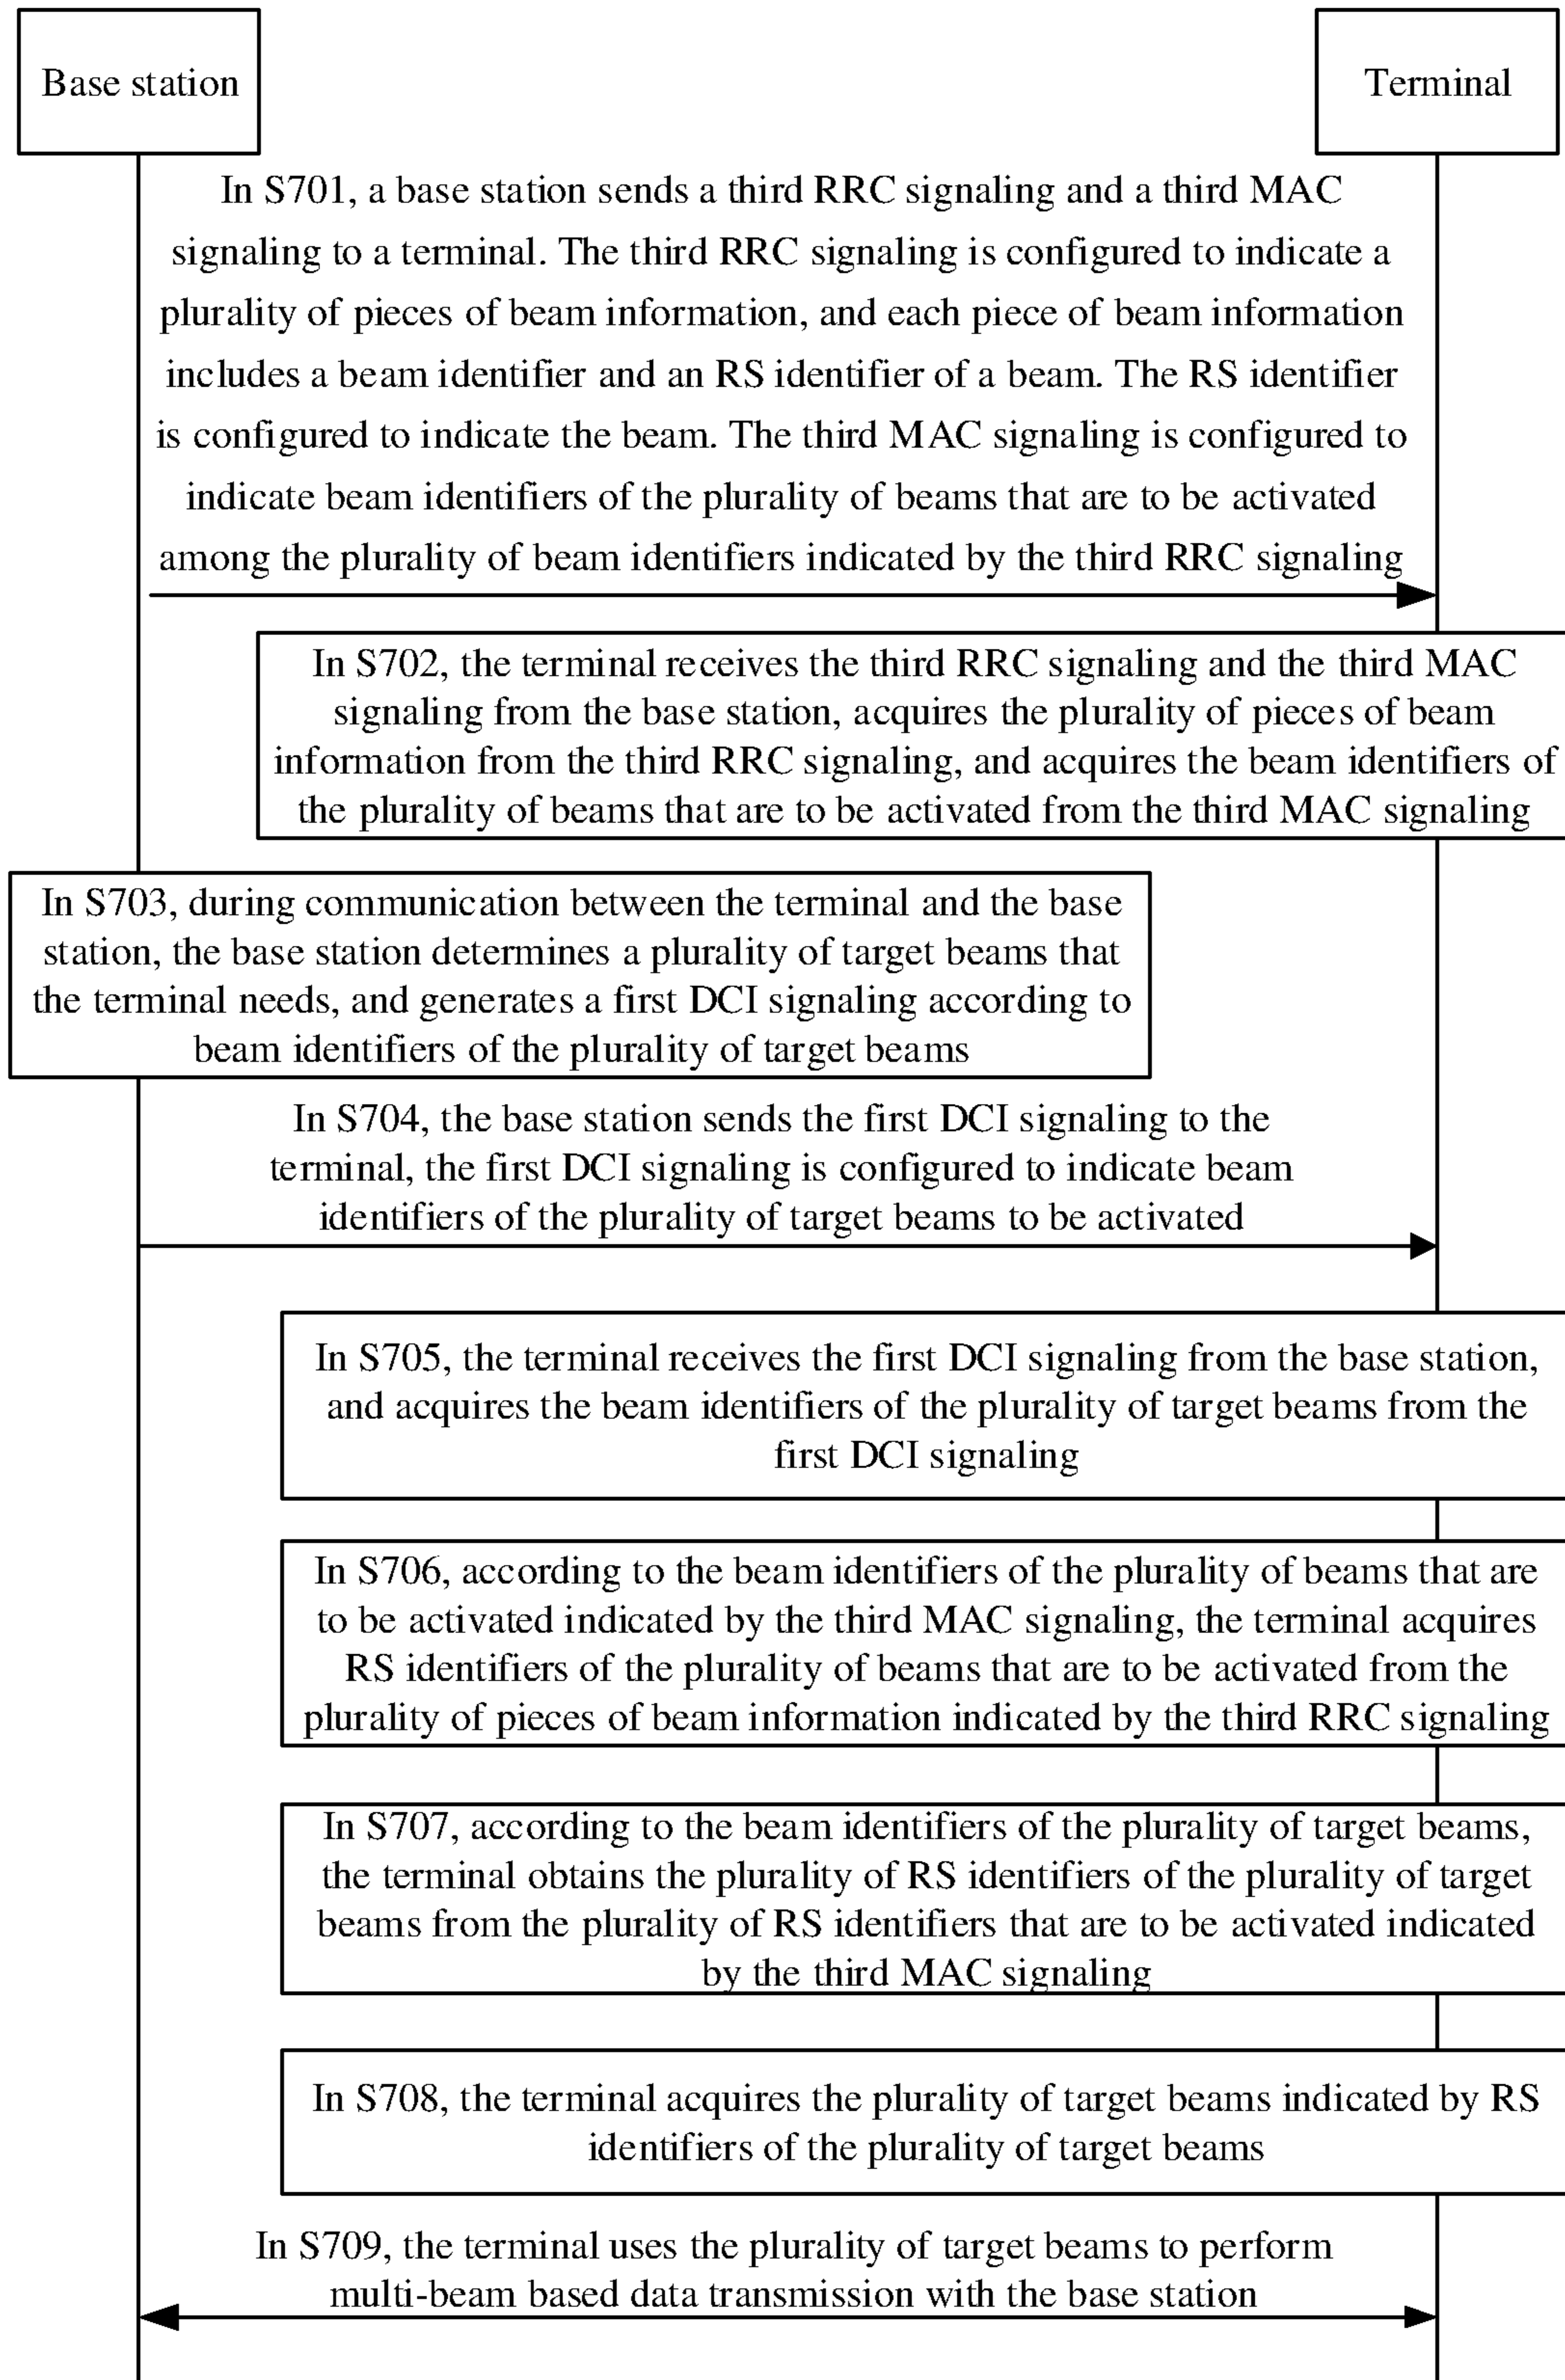 Base station
Terminal
In S701, a base station sends a third RRC signaling and a third MAC
signaling to a terminal. The third RRC signaling is configured to indicate a
plurality of pieces of beam information, and each piece of beam information
includes a beam identifier and an RS identifier of a beam. The RS identifier
is configured to indicate the beam. The third MAC signaling is configured to
indicate beam identifiers of the plurality of beams that are to be activated
among the plurality of beam identifiers indicated by the third RRC signaling
In S702, the terminal receives the third RRC signaling and the third MAC
signaling from the base station, acquires the plurality of pieces of beam
information from the third RRC signaling, and acquires the beam identifiers of
the plurality of beams that are to be activated from the third MAC signaling
In S703, during communication between the terminal and the base
station, the base station determines a plurality of target beams that
the terminal needs, and generates a first DCI signaling according to
beam identifiers of the plurality of target beams
In S704, the base station sends the first DCI signaling to the
terminal, the first DCI signaling is configured to indicate beam
identifiers of the plurality of target beams to be activated
In S705, the terminal receives the first DCI signaling from the base station,
and acquires the beam identifiers of the plurality of target beams from the
first DCI signaling
In S706, according to the beam identifiers of the plurality of beams that are
to be activated indicated by the third MAC signaling, the terminal acquires
RS identifiers of the plurality of beams that are to be activated from the
plurality of pieces of beam information indicated by the third RRC signaling
In S707, according to the beam identifiers of the plurality of target beams,
the terminal obtains the plurality of RS identifiers of the plurality of target
beams from the plurality of RS identifiers that are to be activated indicated
by the third MAC signaling
In S708, the terminal acquires the plurality of target beams indicated by RS
identifiers of the plurality of target beams
In S709, the terminal uses the plurality of target beams to perform
multi-beam based data transmission with the base station